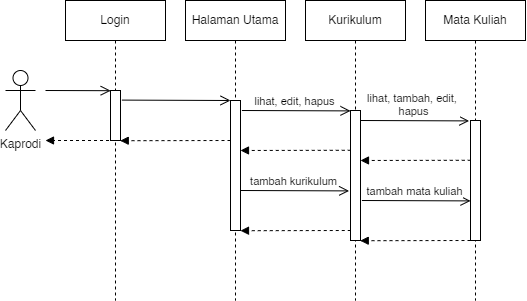 Login
Halaman Utama
Kurikulum
Mata Kuliah
lihat, edit, hapus
lihat, tambah, edit,
hapus
Kaprodi
tambah kurikulum
tambah mata kuliah